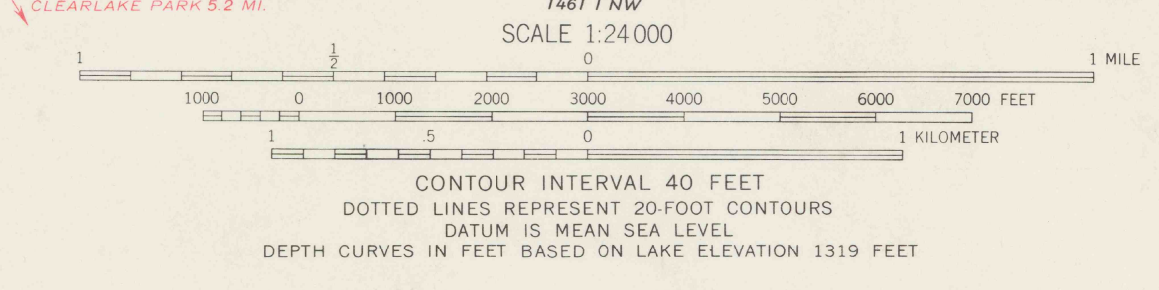 CLEARLAKE PARK 5.2 MI.
1461 I NW
SCALE 1:24 000
1 1/2 0 1 MILE
1000 0 1000 2000 3000 4000 5000 6000 7000 FEET
1 .5 0 1 KILOMETER
CONTOUR INTERVAL 40 FEET
DOTTED LINES REPRESENT 20-FOOT CONTOURS
DATUM IS MEAN SEA LEVEL
DEPTH CURVES IN FEET BASED ON LAKE ELEVATION 1319 FEET